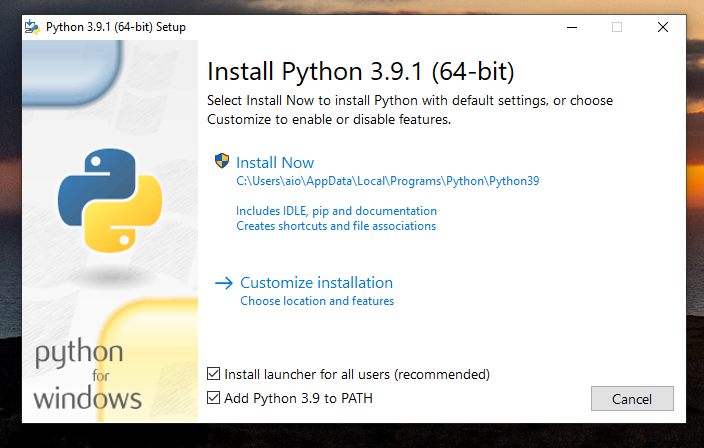 Python 3.9.1 (64-bit) Setup
Install Python 3.9.1 (64-bit)
Select Install Now to install Python with default settings, or choose
Customize to enable or disable features.
Install Now
C:\Users\aio\AppData\Local\Programs\Python\Python39
Includes IDLE, pip and documentation
Creates shortcuts and file associations
Customize installation
Choose location and features
python
for
windows
Install launcher for all users (recommended)
Add Python 3.9 to PATH
Cancel